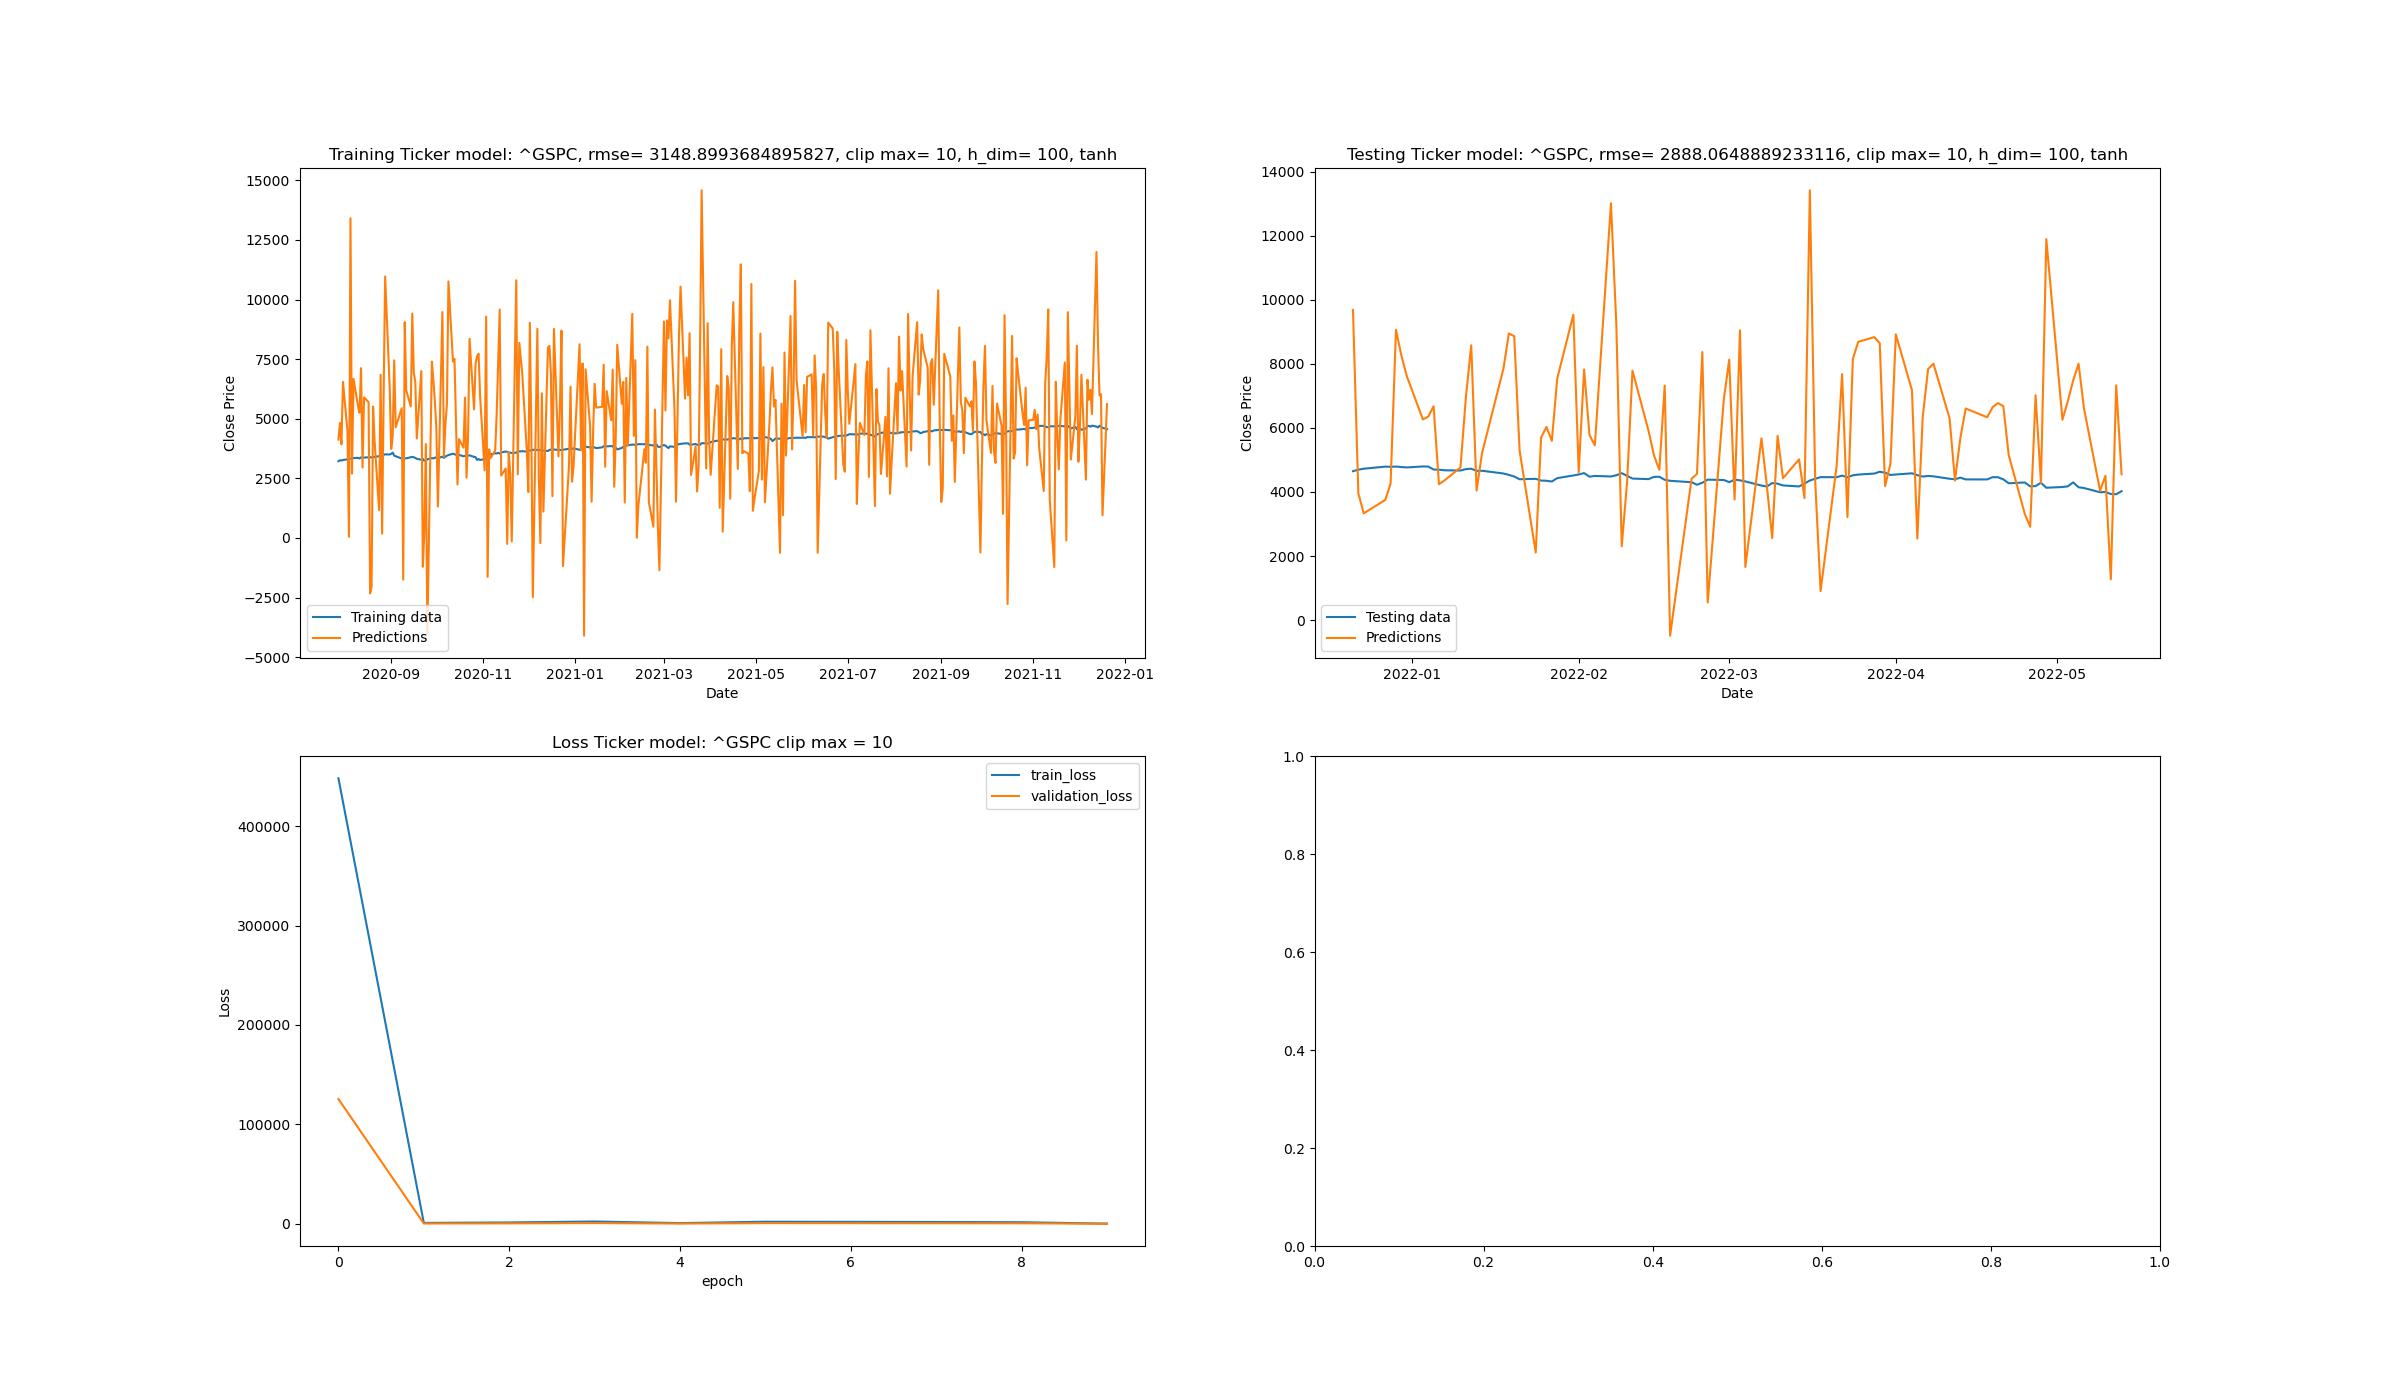 Training Ticker model: ^GSPC, rmse= 3148.8993684895827, clip max= 10, h_dim= 100, tanh
15000
12500
10000
7500
5000
2500
0
−2500
−5000
Close Price
Training data
Predictions
2020-09 2020-11 2021-01 2021-03 2021-05 2021-07 2021-09 2021-11 2022-01
Date
Testing Ticker model: ^GSPC, rmse= 2888.0648889233116, clip max= 10, h_dim= 100, tanh
14000
12000
10000
8000
6000
4000
2000
0
Close Price
Testing data
Predictions
2022-01 2022-02 2022-03 2022-04 2022-05
Date
Loss Ticker model: ^GSPC clip max = 10
train_loss
validation_loss
400000
300000
200000
100000
0
Loss
0 2 4 6 8
epoch
1.0
0.8
0.6
0.4
0.2
0.0
0.0 0.2 0.4 0.6 0.8 1.0